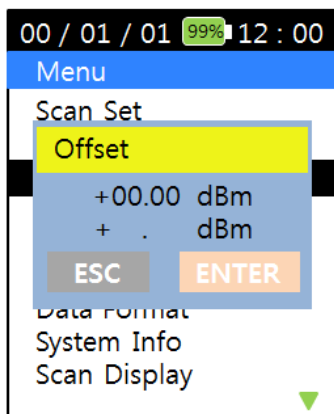 00 / 01 / 01 99% 12 : 00
Menu
Scan Set
Offset
+00.00 dBm
+ . dBm
ESC ENTER
Data Format
System Info
Scan Display